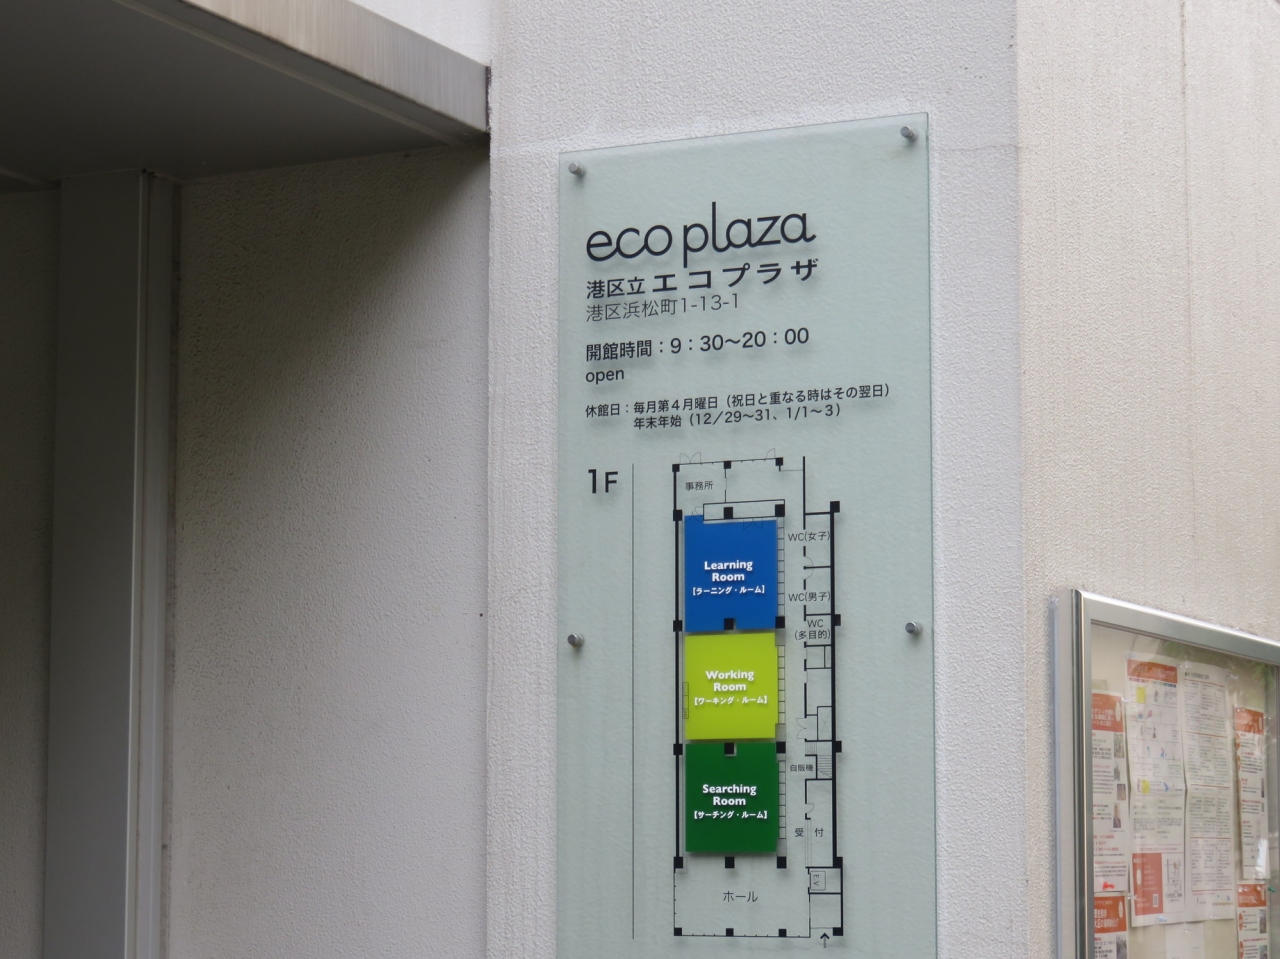 eco plaza
港区立エコプラザ
港区浜松町1-13-1
開館時間：9：30～20：00
open
休館日：毎月第４月曜日（祝日と重なる時はその翌日）
年末年始（12／29～31、1/1～3）
1F
事務所
WC(女子)
Learning
Room
[ラーニング・ルーム]
WC(男子)
WC
(多目的)
Working
Room
[ワーキング・ルーム]
自販機
Searching
Room
[サーチング・ルーム]
受 付
EV
ホール